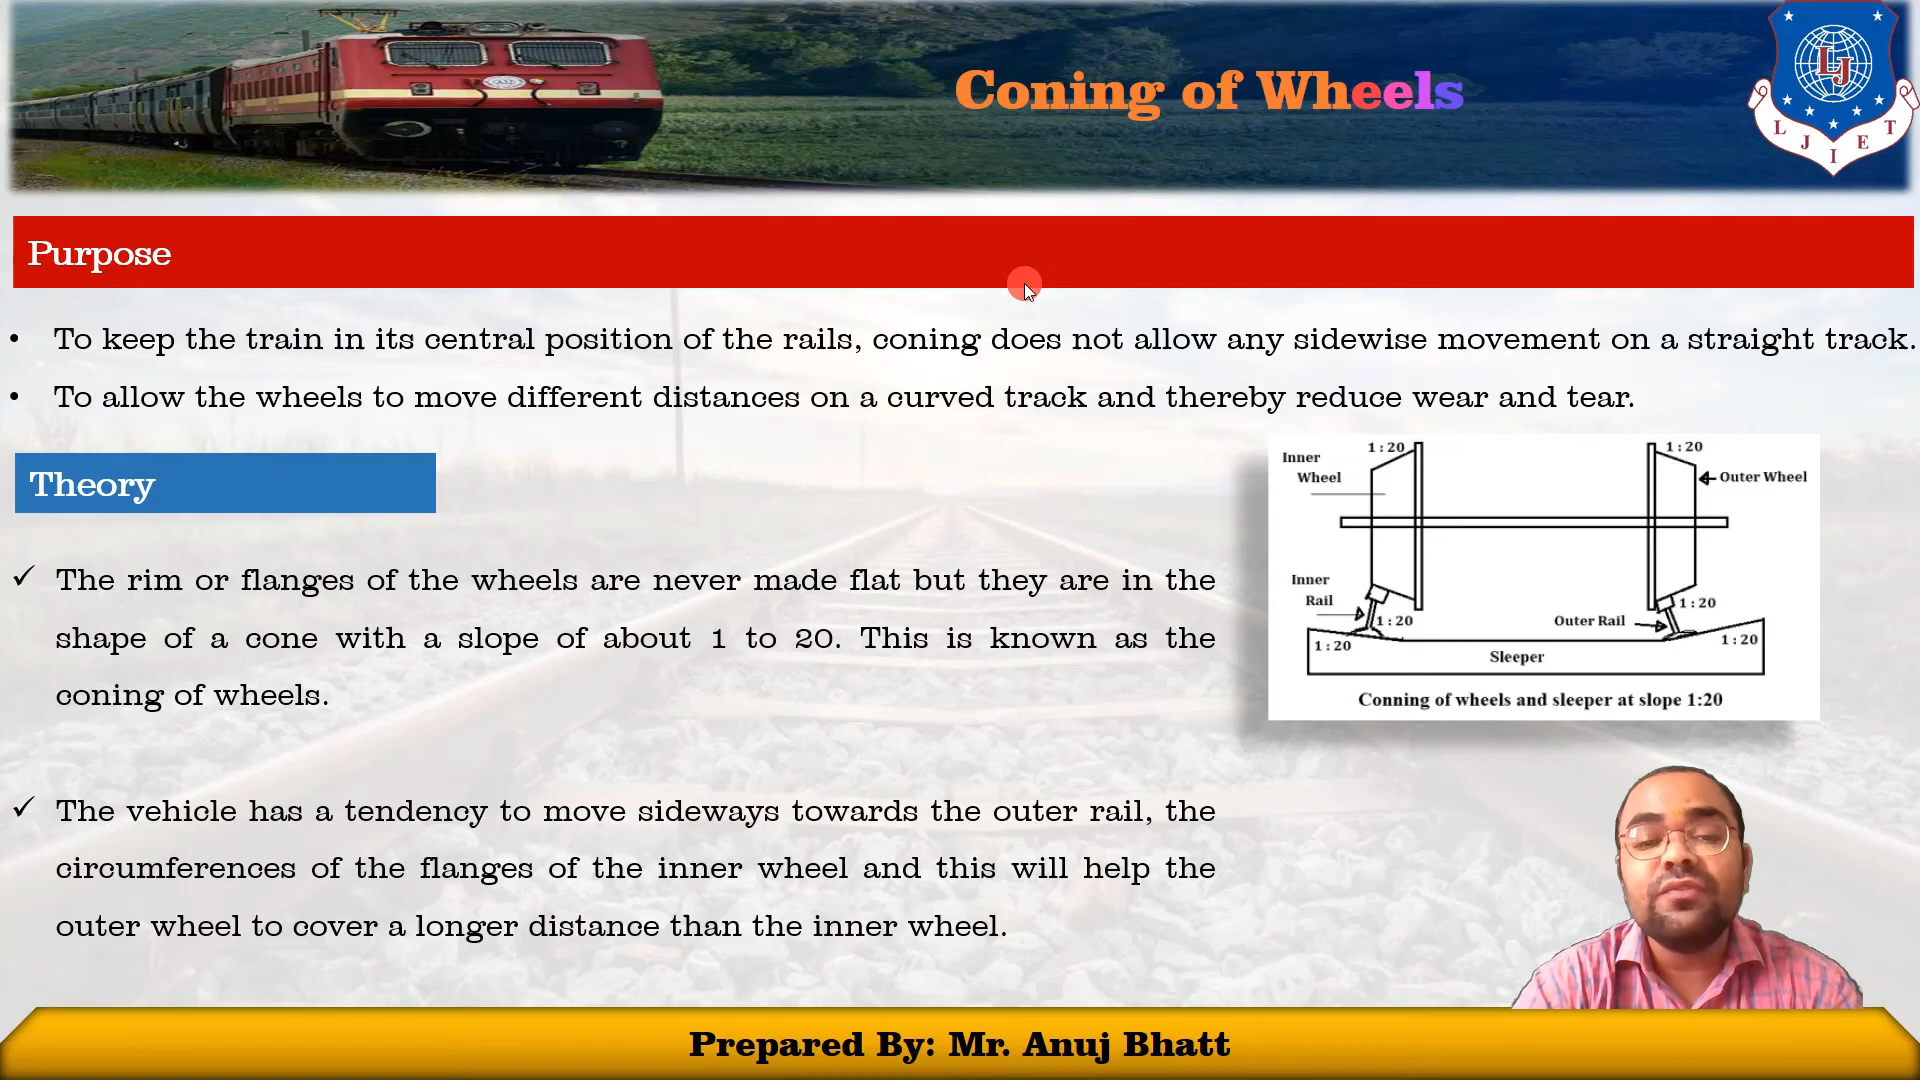 Coning of Wheels
LJ
L J I E T
Purpose
• To keep the train in its central position of the rails, coning does not allow any sidewise movement on a straight track.
• To allow the wheels to move different distances on a curved track and thereby reduce wear and tear.
Theory
✓ The rim or flanges of the wheels are never made flat but they are in the
shape of a cone with a slope of about 1 to 20. This is known as the
coning of wheels.
✓ The vehicle has a tendency to move sideways towards the outer rail, the
circumferences of the flanges of the inner wheel and this will help the
outer wheel to cover a longer distance than the inner wheel.
1:20
1:20
Inner
Wheel
Outer Wheel
Inner
Rail
1:20
1:20
Outer Rail
1:20
1:20
Sleeper
Conning of wheels and sleeper at slope 1:20
Prepared By: Mr. Anuj Bhatt